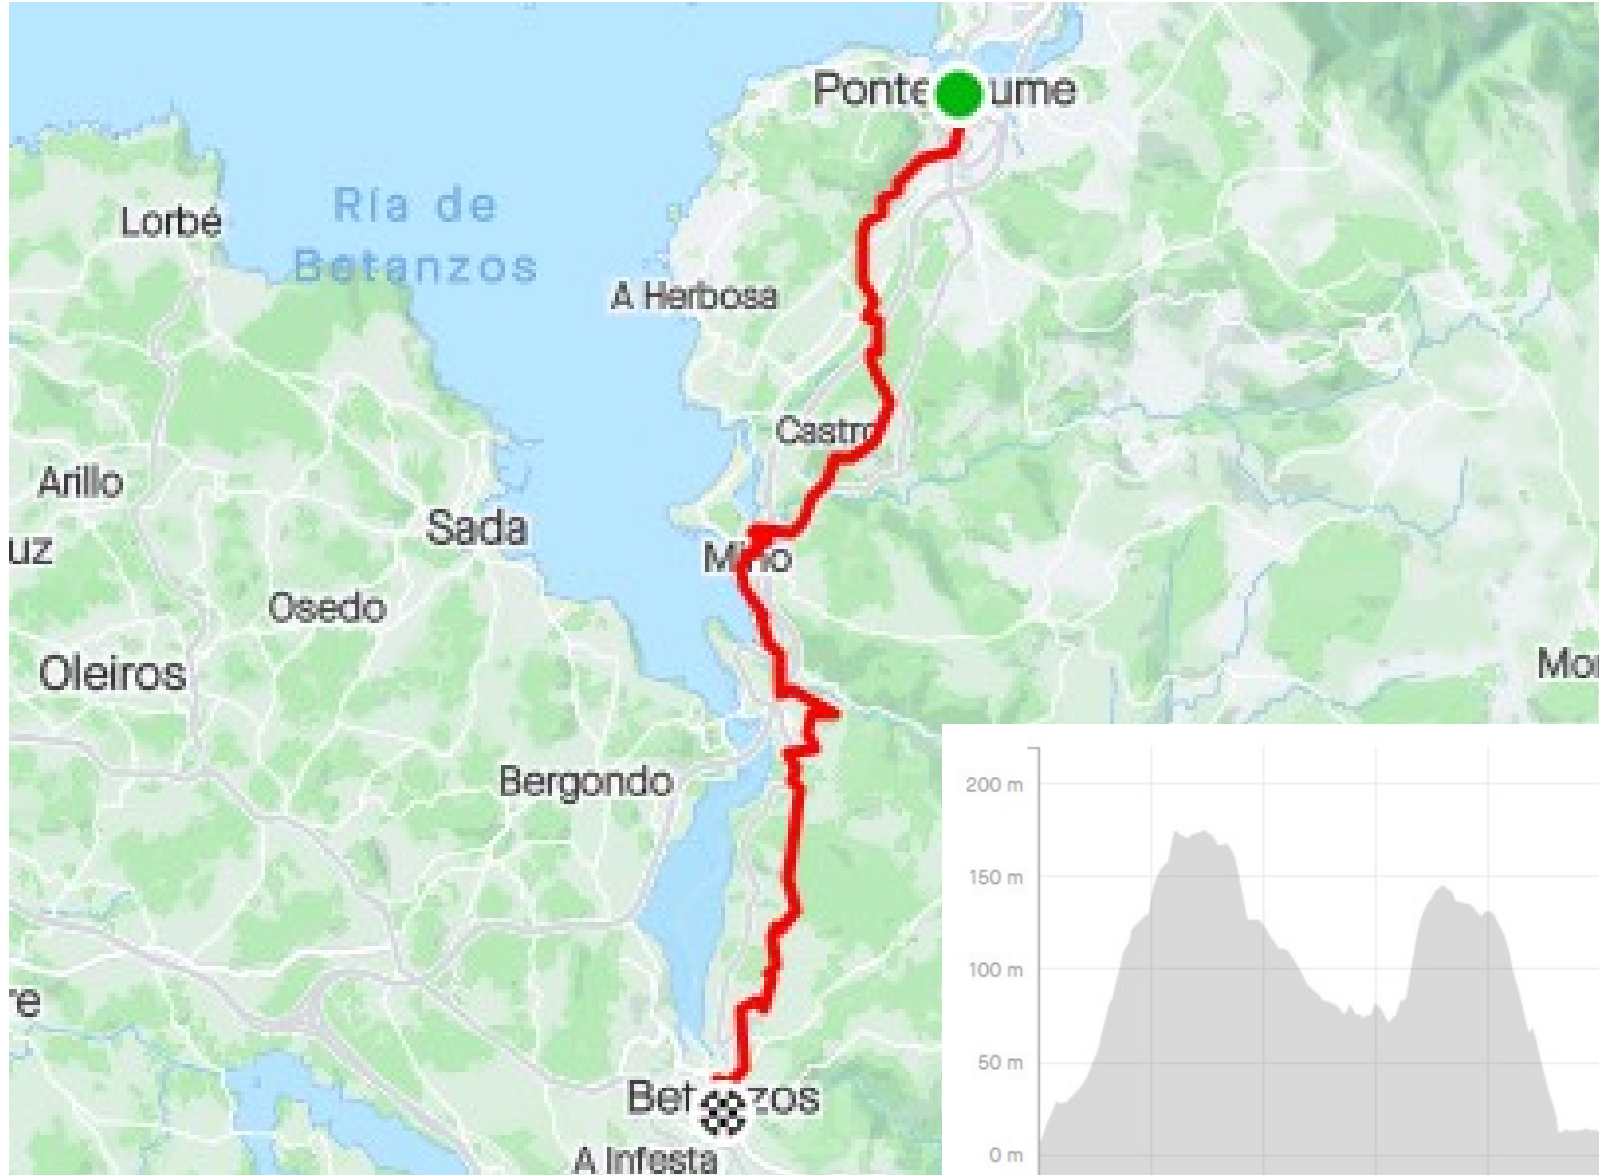 Ponte ume
Lorbé
Ría de
Betanzos
A Herbosa
Castro
Arillo
Sada
uz
Miño
Osedo
Oleiros
Mo
Bergondo
re
Bet zos
A Infesta
200 m
150 m
100 m
50 m
0 m